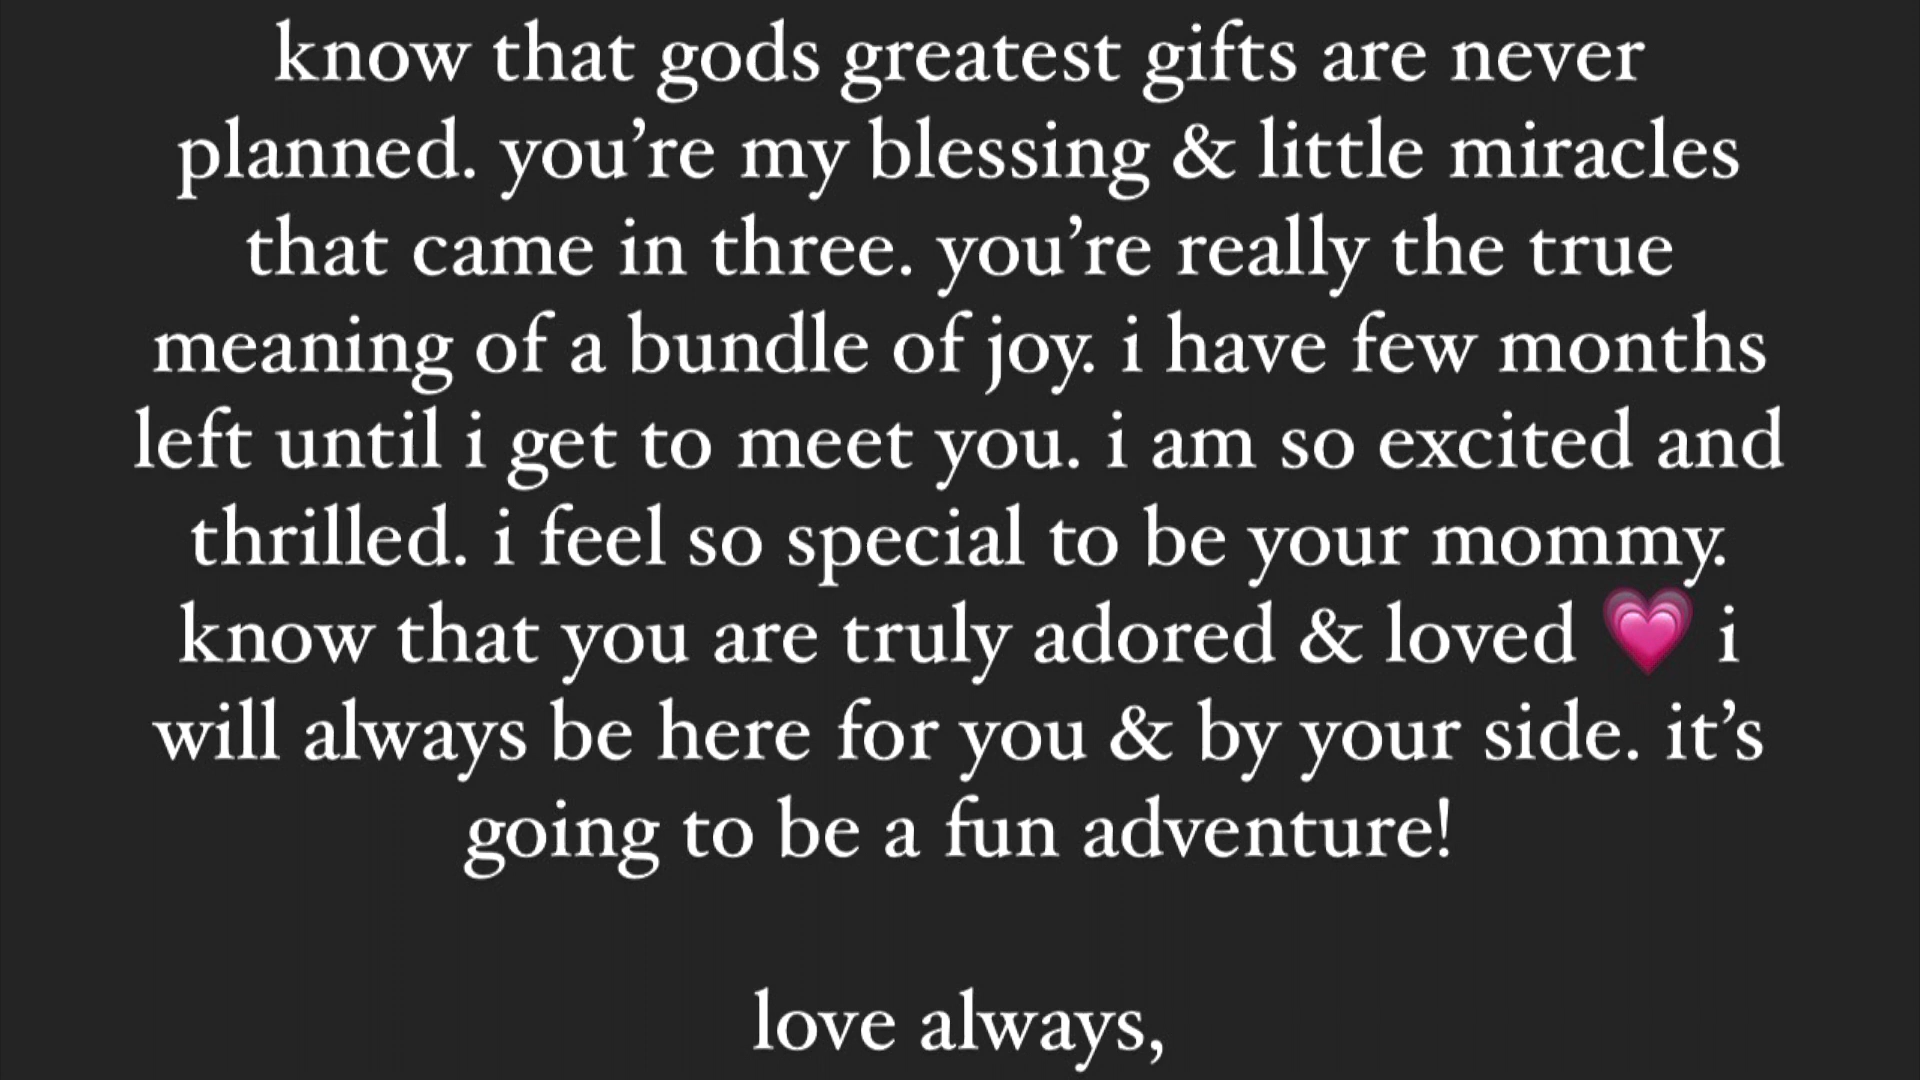 know that gods greatest gifts are never
planned. you’re my blessing & little miracles
that came in three. you’re really the true
meaning of a bundle of joy. i have few months
left until i get to meet you. i am so excited and
thrilled. i feel so special to be your mommy.
know that you are truly adored & loved 💗 i
will always be here for you & by your side. it’s
going to be a fun adventure!
love always,